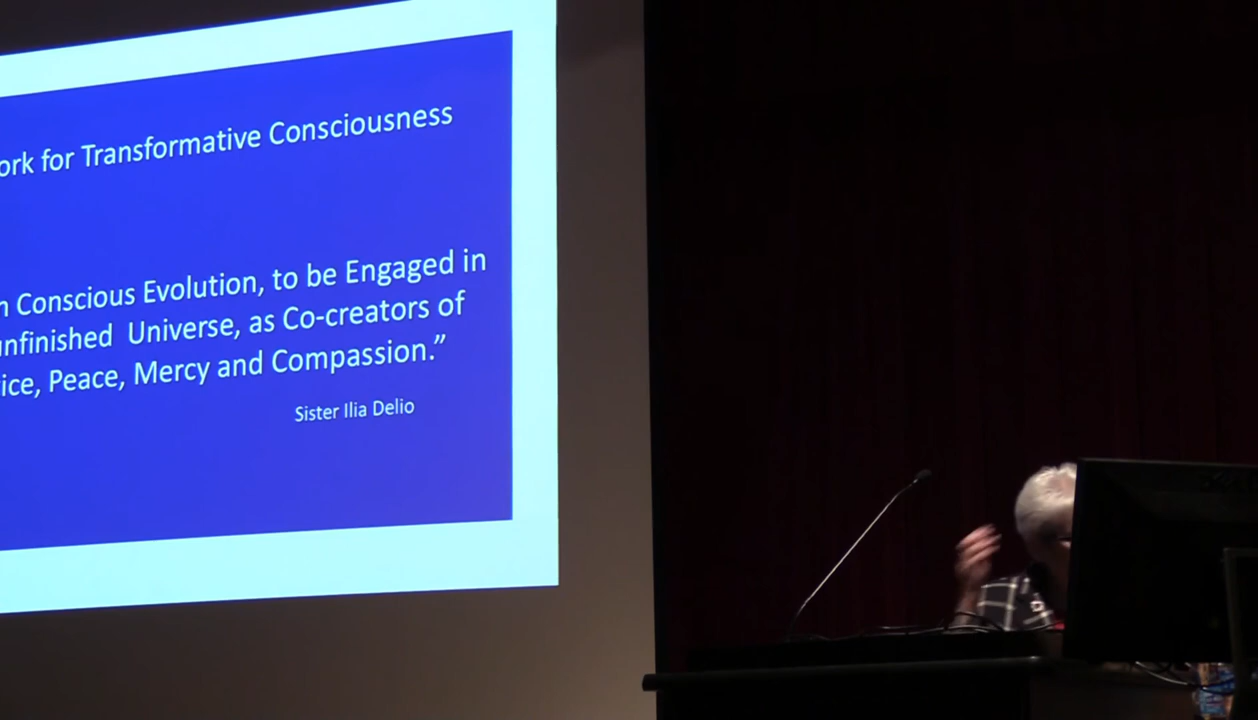 ork for Transformative Consciousness
n Conscious Evolution, to be Engaged in
unfinished Universe, as Co-creators of
ice, Peace, Mercy and Compassion.”
Sister Ilia Delio